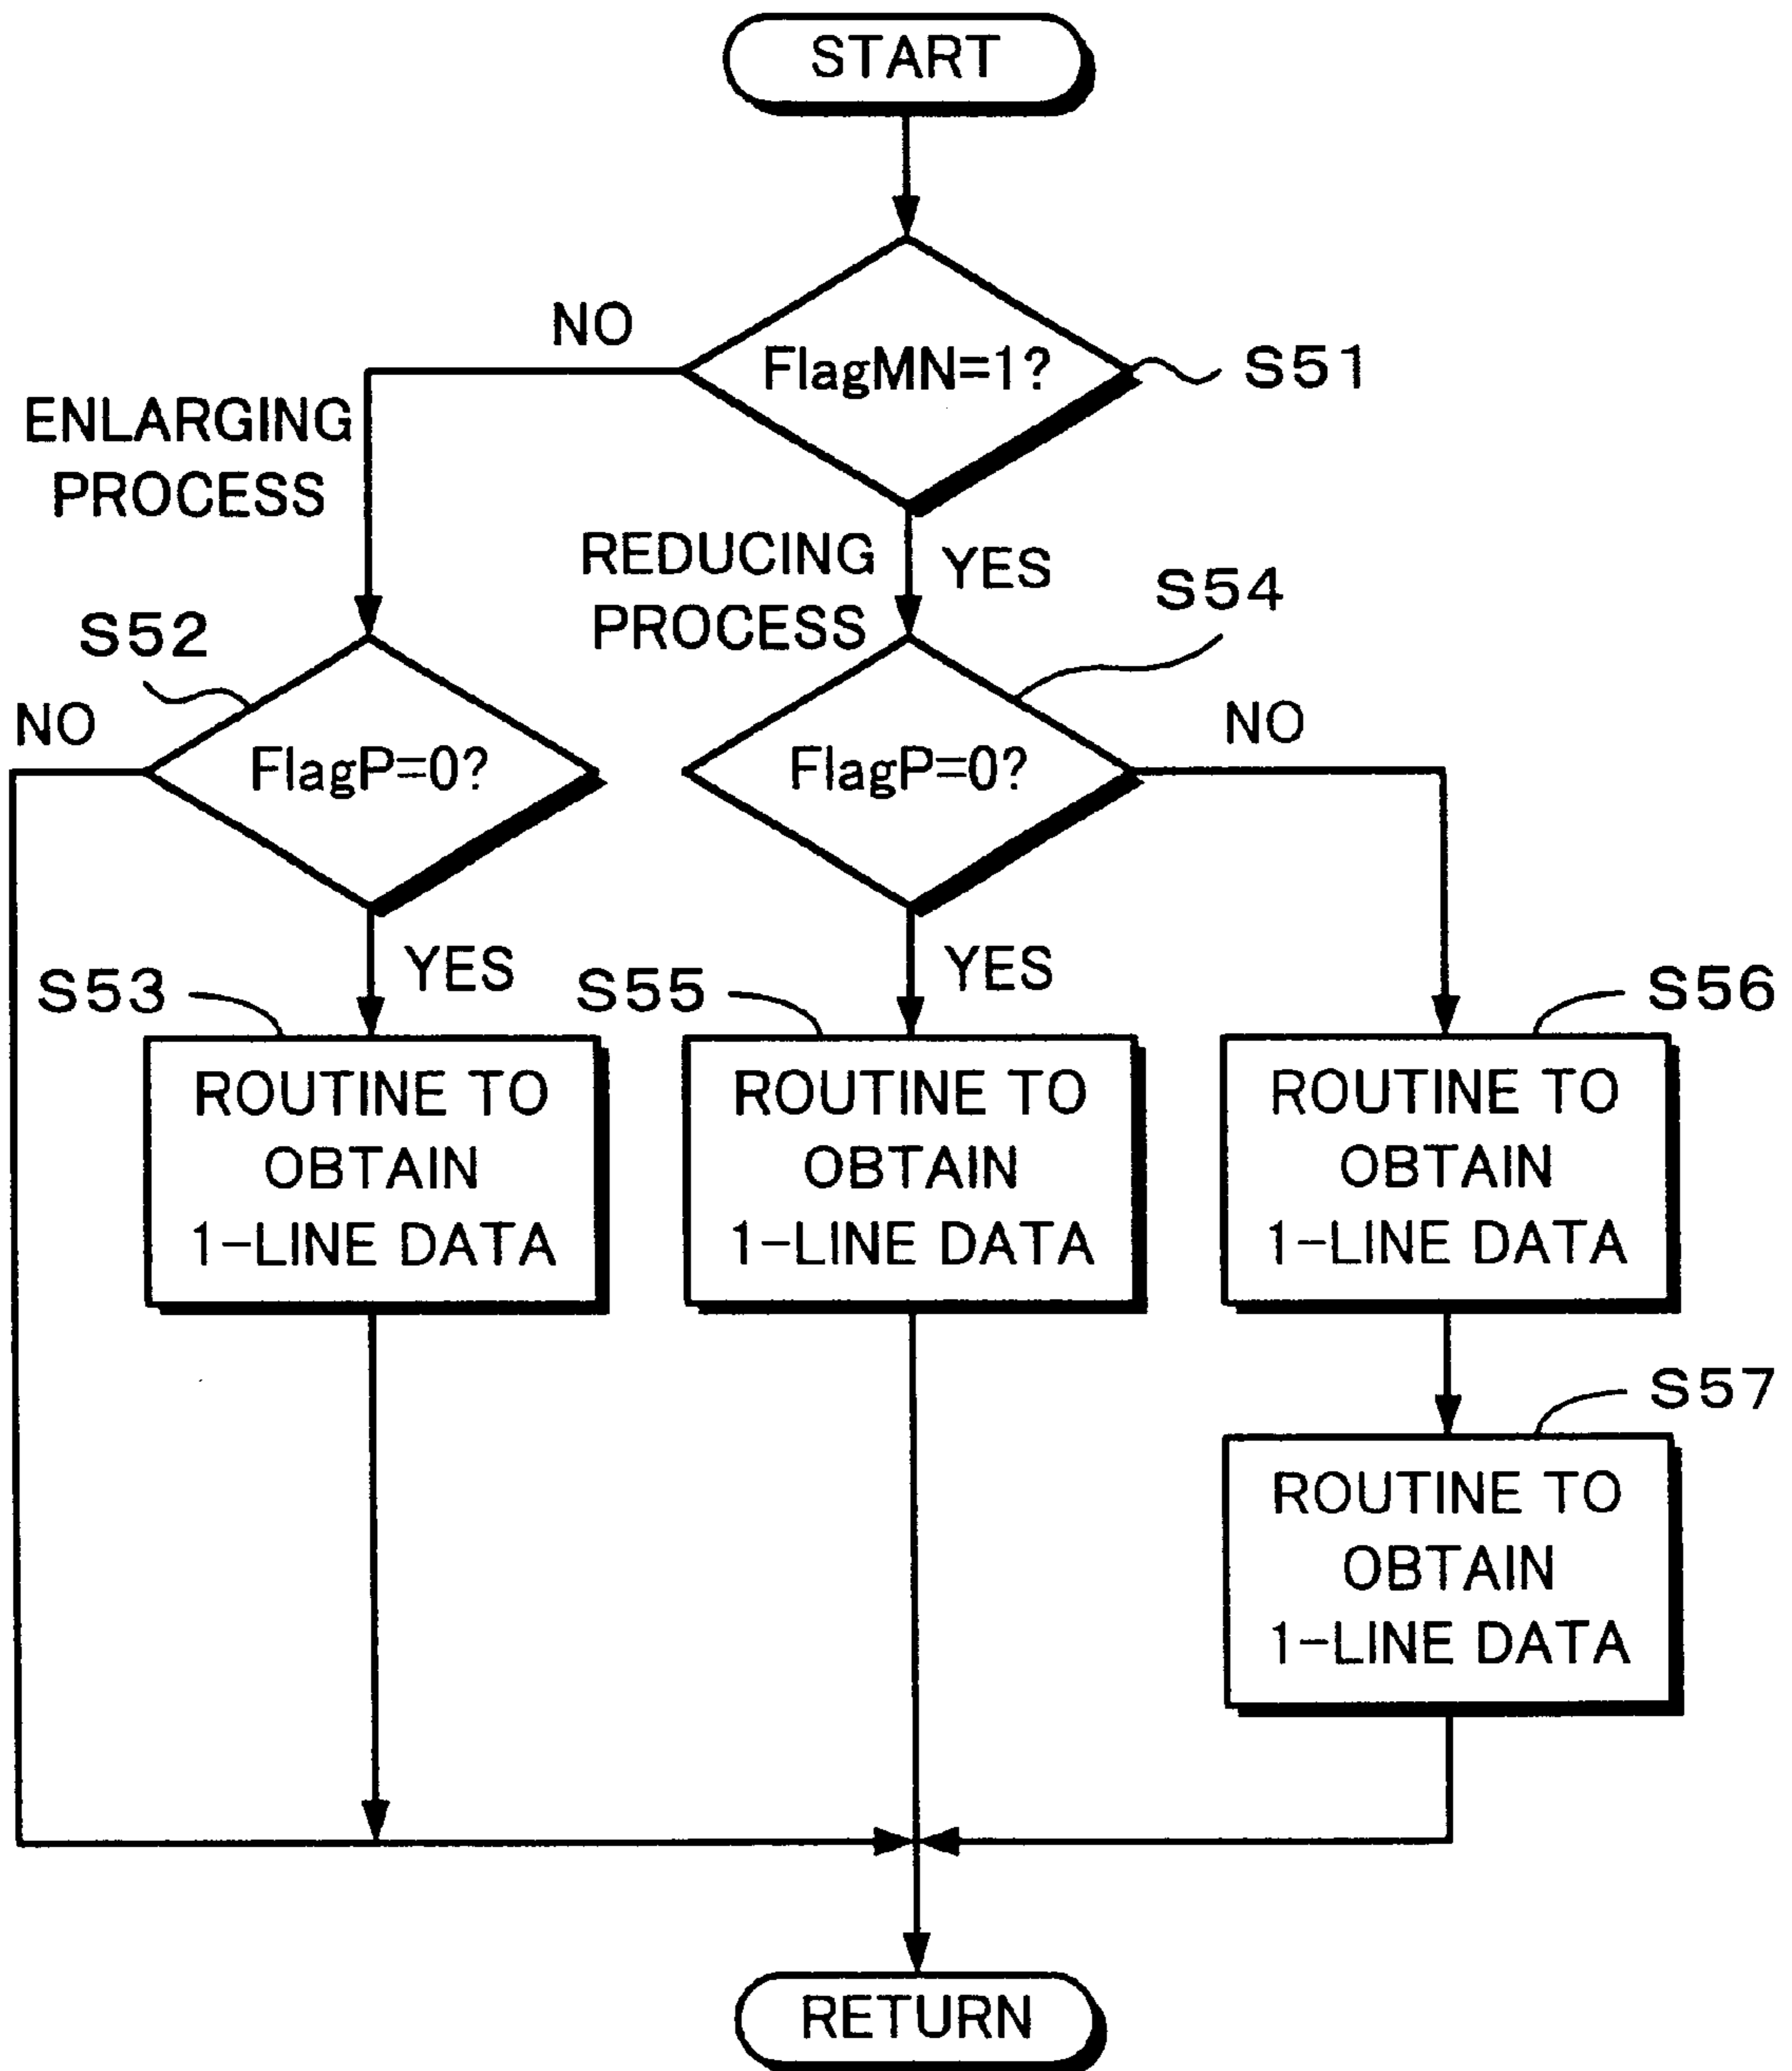 START
NO
FlagMN=1?
S51
ENLARGING
PROCESS
REDUCING
PROCESS
YES
S54
S52
NO
FlagP=0?
FlagP=0?
NO
S53
YES
S55
YES
S56
ROUTINE TO
OBTAIN
1-LINE DATA
ROUTINE TO
OBTAIN
1-LINE DATA
ROUTINE TO
OBTAIN
1-LINE DATA
S57
ROUTINE TO
OBTAIN
1-LINE DATA
RETURN